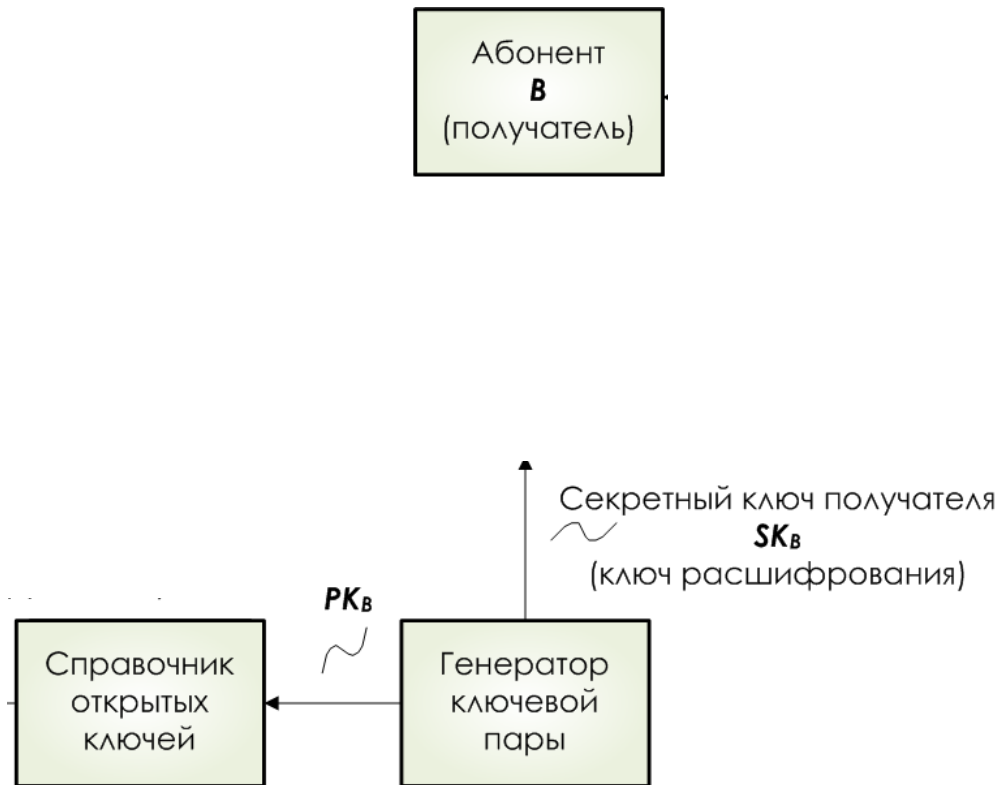 Абонент
B
(получатель)
Секретный ключ получателя
SKB
(ключ расшифрования)
PKB
Справочник
открытых
ключей
Генератор
ключевой
пары